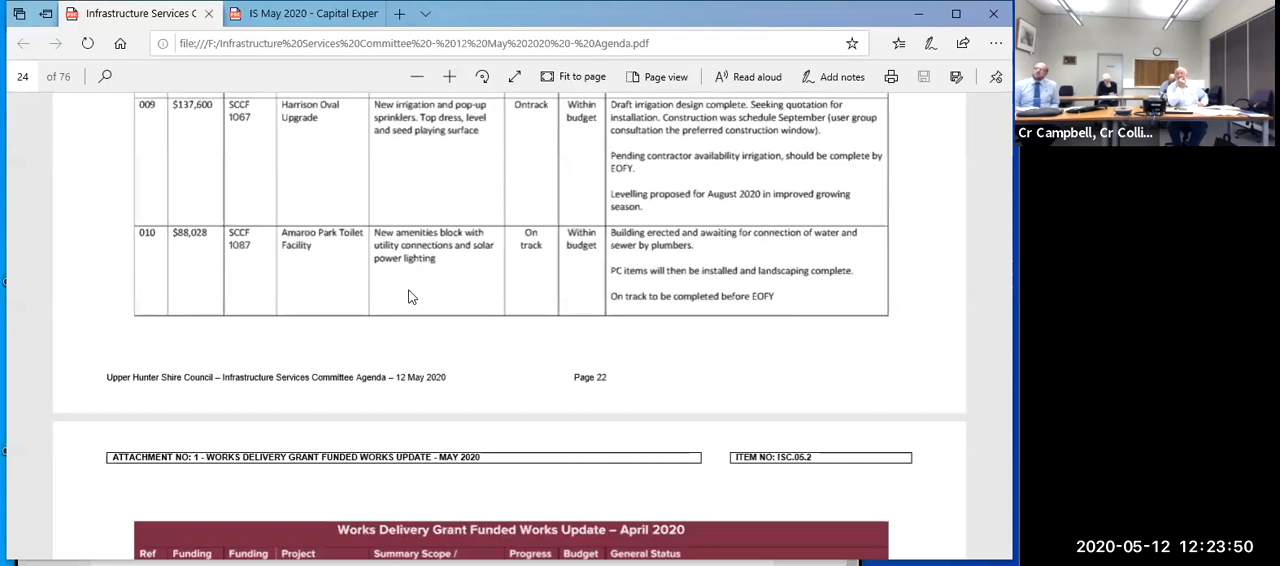 Infrastructure Services C
IS May 2020 - Capital Exper
file:///F:/Infrastructure%20Services%20Committee%20-%2012%20May%202020%20-%20Agenda.pdf
24 of 76
Fit to page
Page view
Read aloud
Add notes
009 $137,600 SCCF 1067 Harrison Oval Upgrade
New irrigation and pop-up
sprinklers. Top dress, level
and seed playing surface
Ontrack
Within
budget
Draft irrigation design complete. Seeking quotation for
installation. Construction was schedule September (user group
consultation the preferred construction window).
Pending contractor availability irrigation, should be complete by
EOFY.
Levelling proposed for August 2020 in improved growing
season.
010 $88,028 SCCF 1087 Amaroo Park Toilet Facility
New amenities block with
utility connections and solar
power lighting
On
track
Within
budget
Building erected and awaiting for connection of water and
sewer by plumbers.
PC items will then be installed and landscaping complete.
On track to be completed before EOFY
Upper Hunter Shire Council – Infrastructure Services Committee Agenda – 12 May 2020
Page 22
ATTACHMENT NO: 1 - WORKS DELIVERY GRANT FUNDED WORKS UPDATE - MAY 2020
ITEM NO: ISC.05.2
Works Delivery Grant Funded Works Update – April 2020
Ref Funding Funding Project Summary Scope / Progress Budget General Status
Cr Campbell, Cr Colli...
2020-05-12 12:23:50